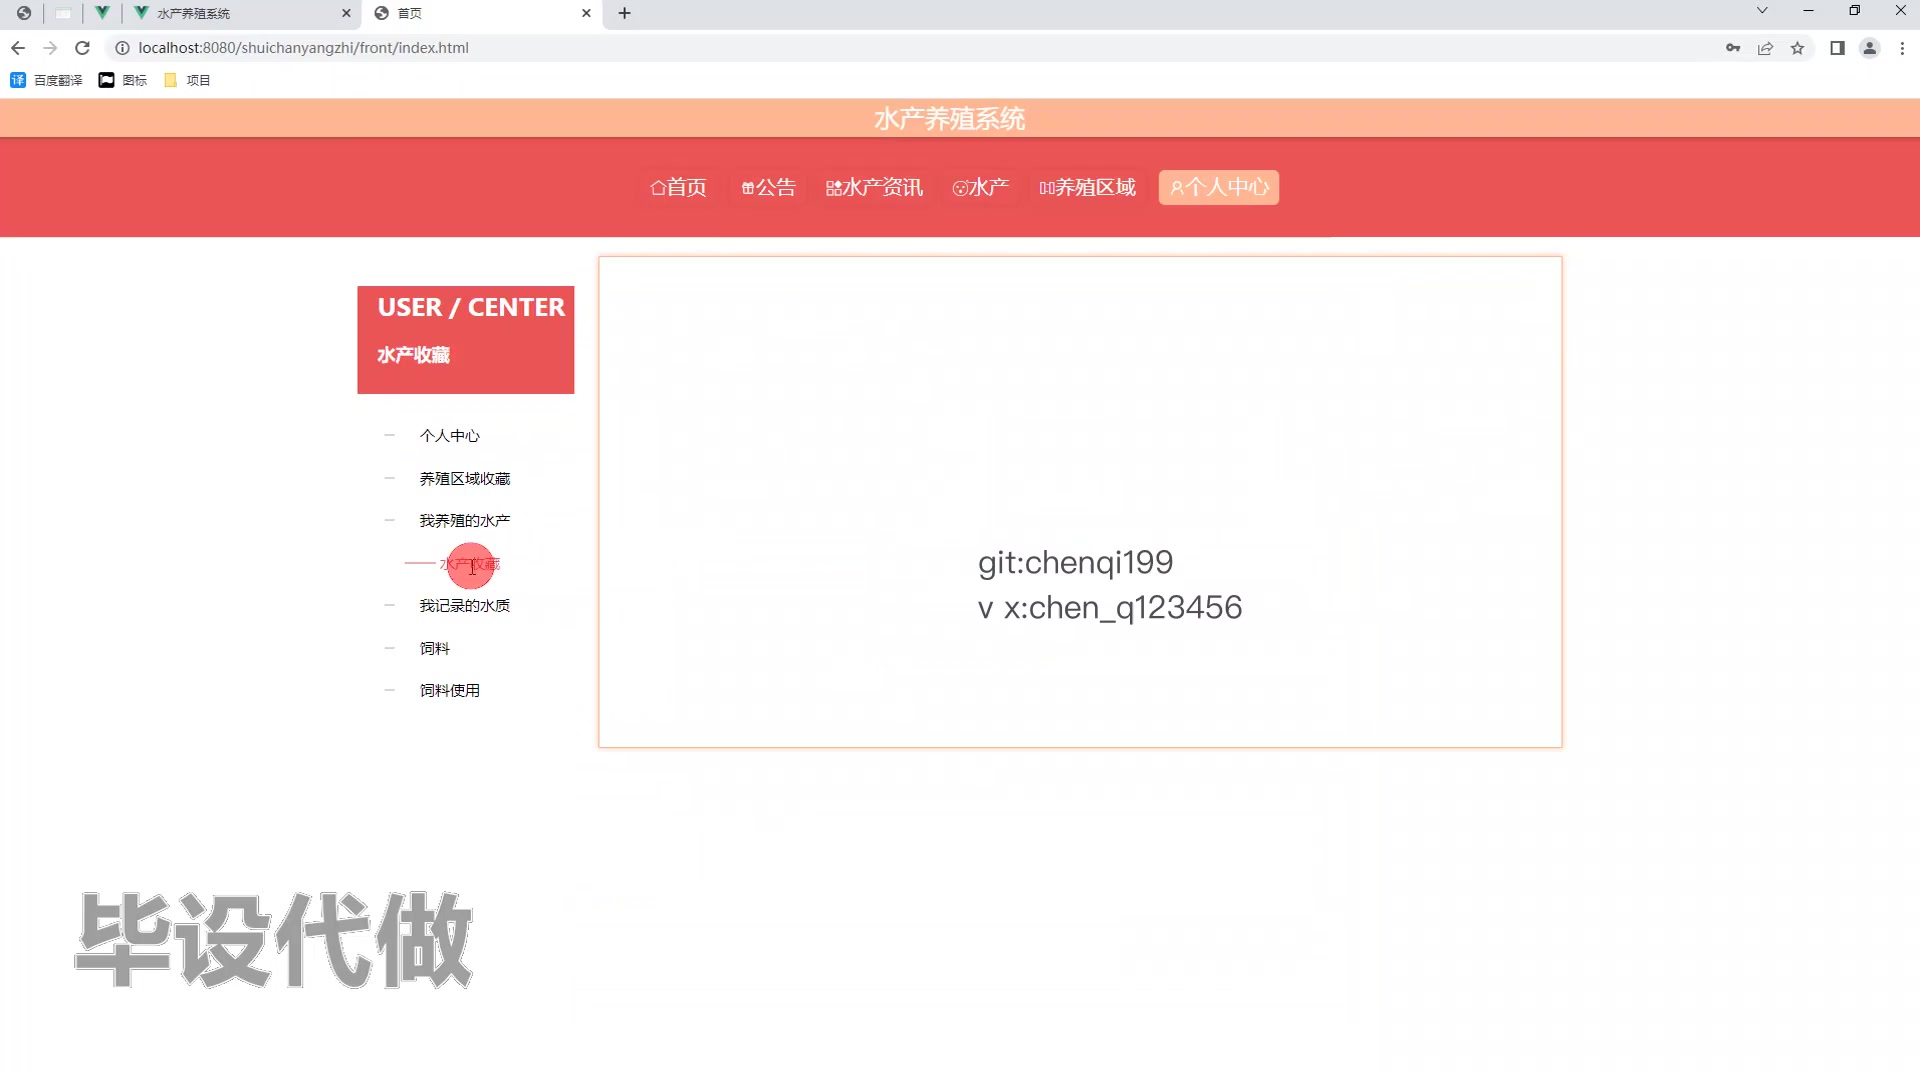 水产养殖系统
首页
localhost:8080/shuichanyangzhi/front/index.html
百度翻译
图标
项目
水产养殖系统
首页
公告
水产资讯
水产
养殖区域
个人中心
USER / CENTER
水产收藏
个人中心
养殖区域收藏
我养殖的水产
水产收藏
我记录的水质
饲料
饲料使用
git:chenqi199
v x:chen_q123456
毕设代做